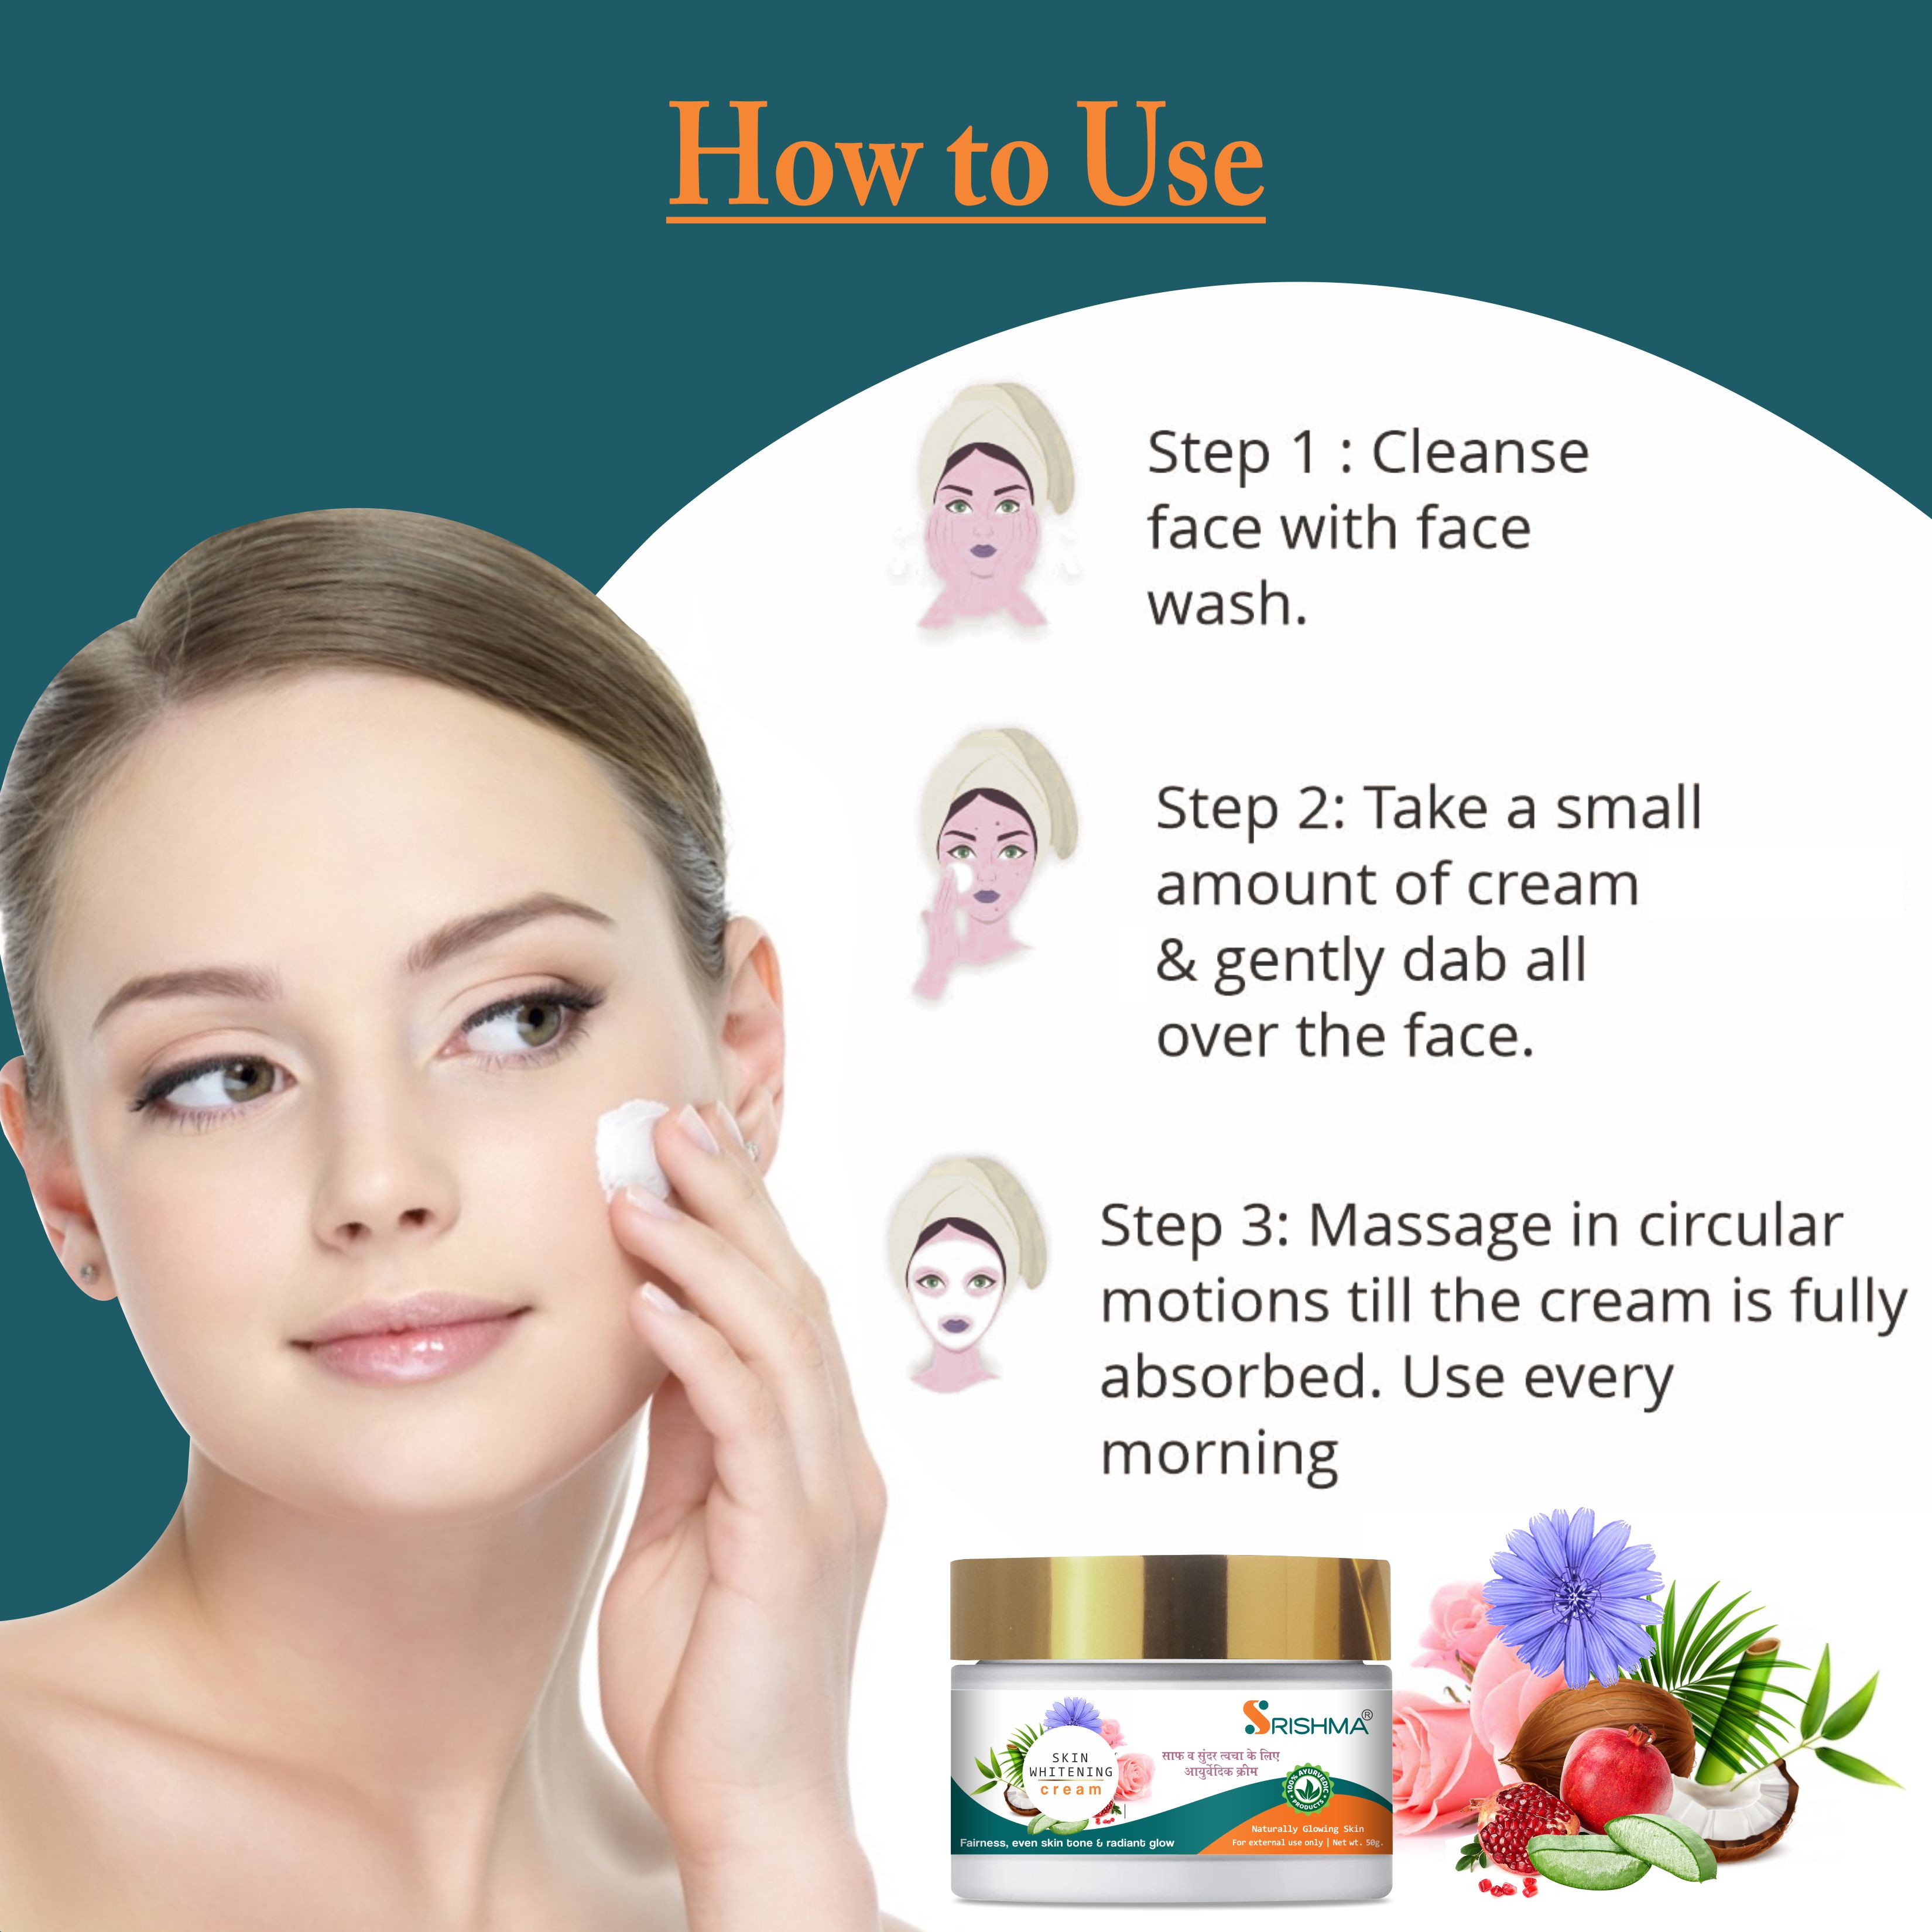 How to Use
Step 1 : Cleanse
face with face
wash.
Step 2: Take a small
amount of cream
& gently dab all
over the face.
Step 3: Massage in circular
motions till the cream is fully
absorbed. Use every
morning
SRISHMA®
SKIN
WHITENING
cream
साफ व सुंदर त्वचा के लिए
आयुर्वेदिक क्रीम
100% AYURVEDIC
PRODUCTS
Naturally Glowing Skin
Fairness, even skin tone & radiant glow
For external use only | Net wt. 50g.